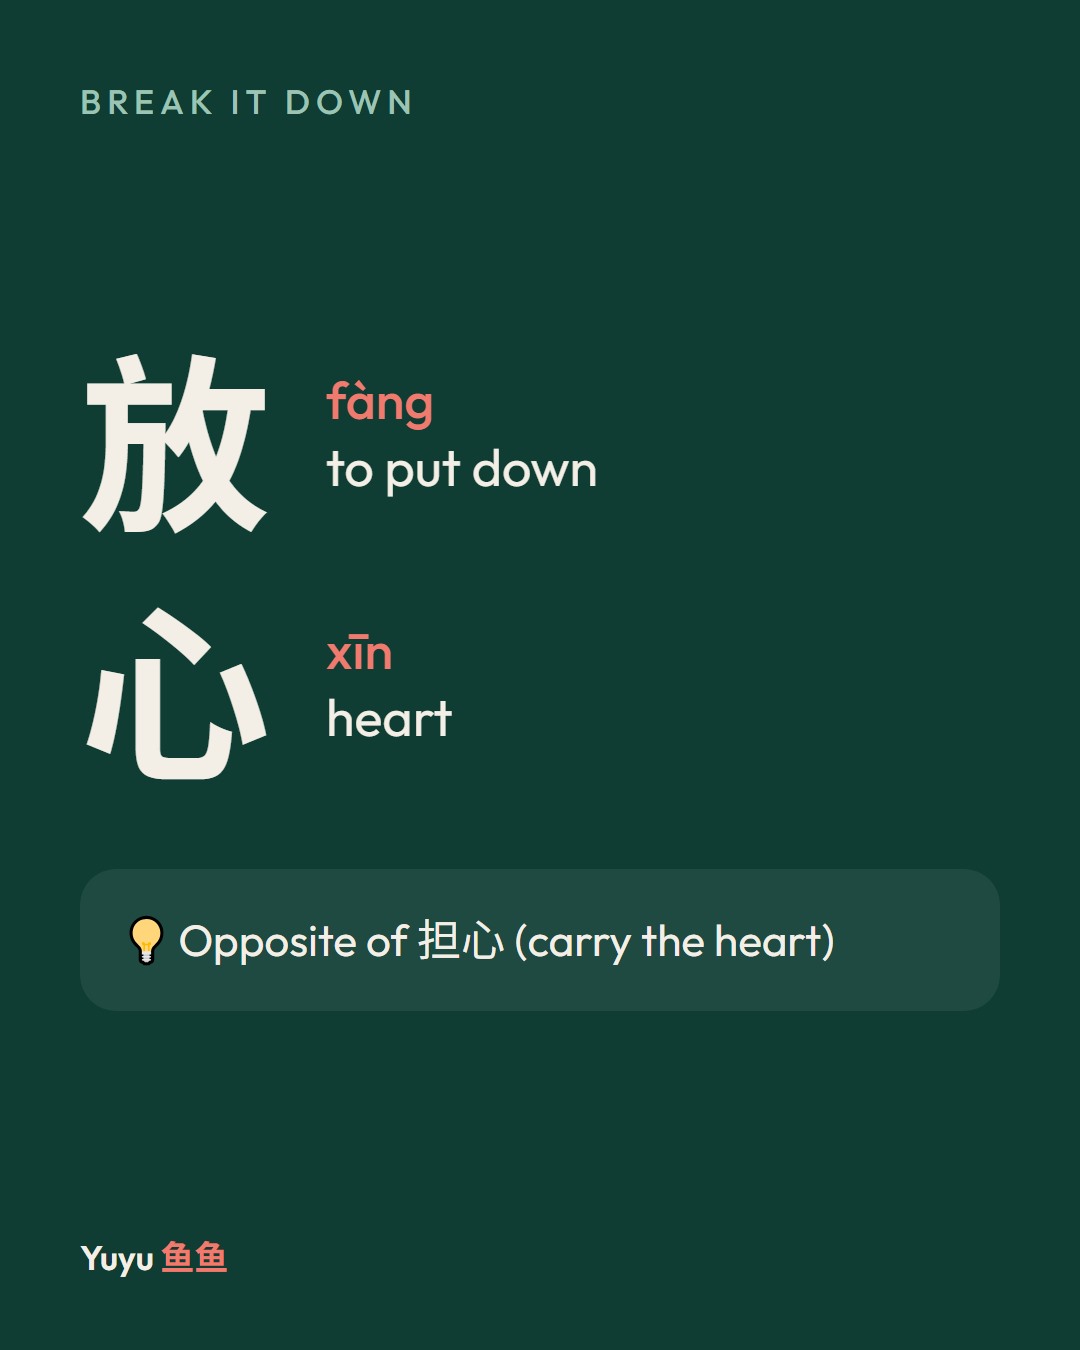 BREAK IT DOWN
放
fàng
to put down
心
xīn
heart
💡 Opposite of 担心 (carry the heart)
Yuyu 鱼鱼